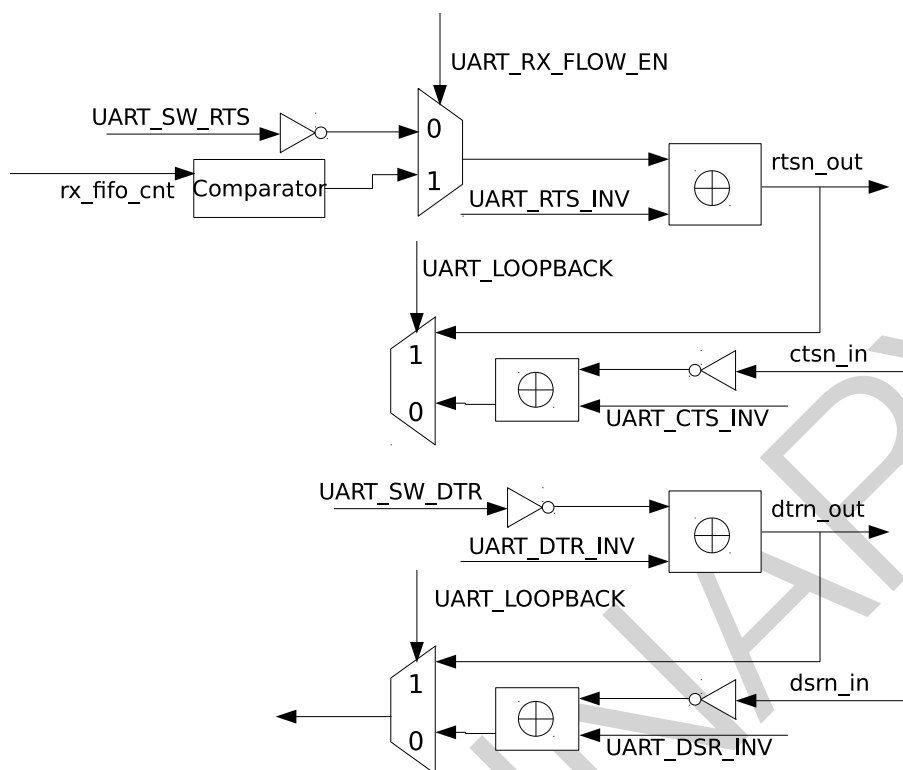 UART_RX_FLOW_EN
UART_SW_RTS
0
rx_fifo_cnt
Comparator
1
rtsn_out
UART_RTS_INV
UART_LOOPBACK
1
ctsn_in
0
UART_CTS_INV
UART_SW_DTR
dtrn_out
UART_DTR_INV
UART_LOOPBACK
1
dsrn_in
0
UART_DSR_INV